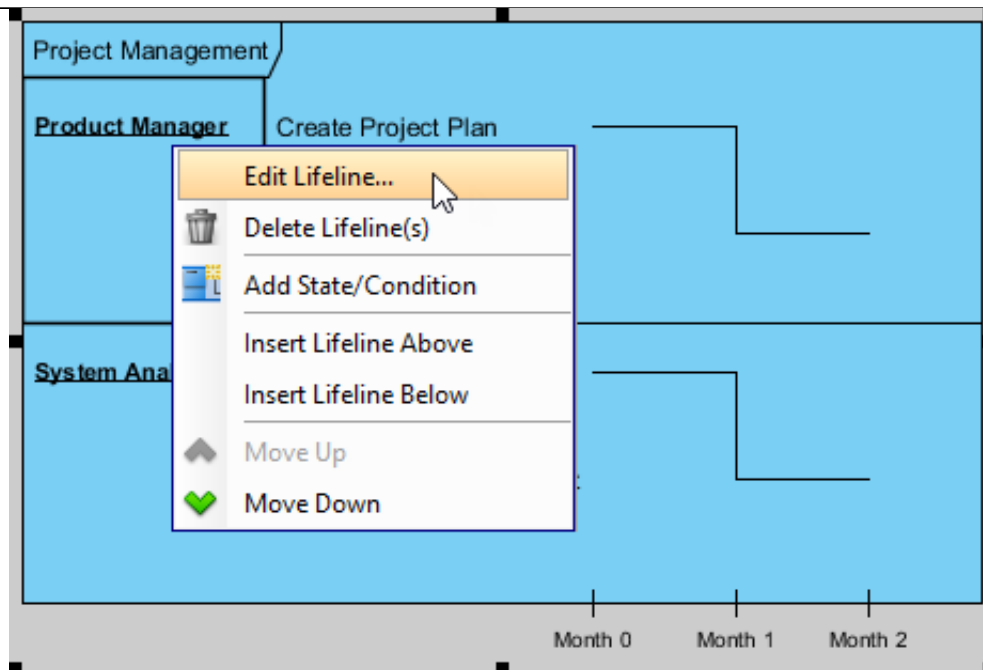 Project Management
Product Manager
Create Project Plan
Edit Lifeline...
Delete Lifeline(s)
Add State/Condition
Insert Lifeline Above
Insert Lifeline Below
System
Move Up
Move Down
Month 0 Month 1 Month 2